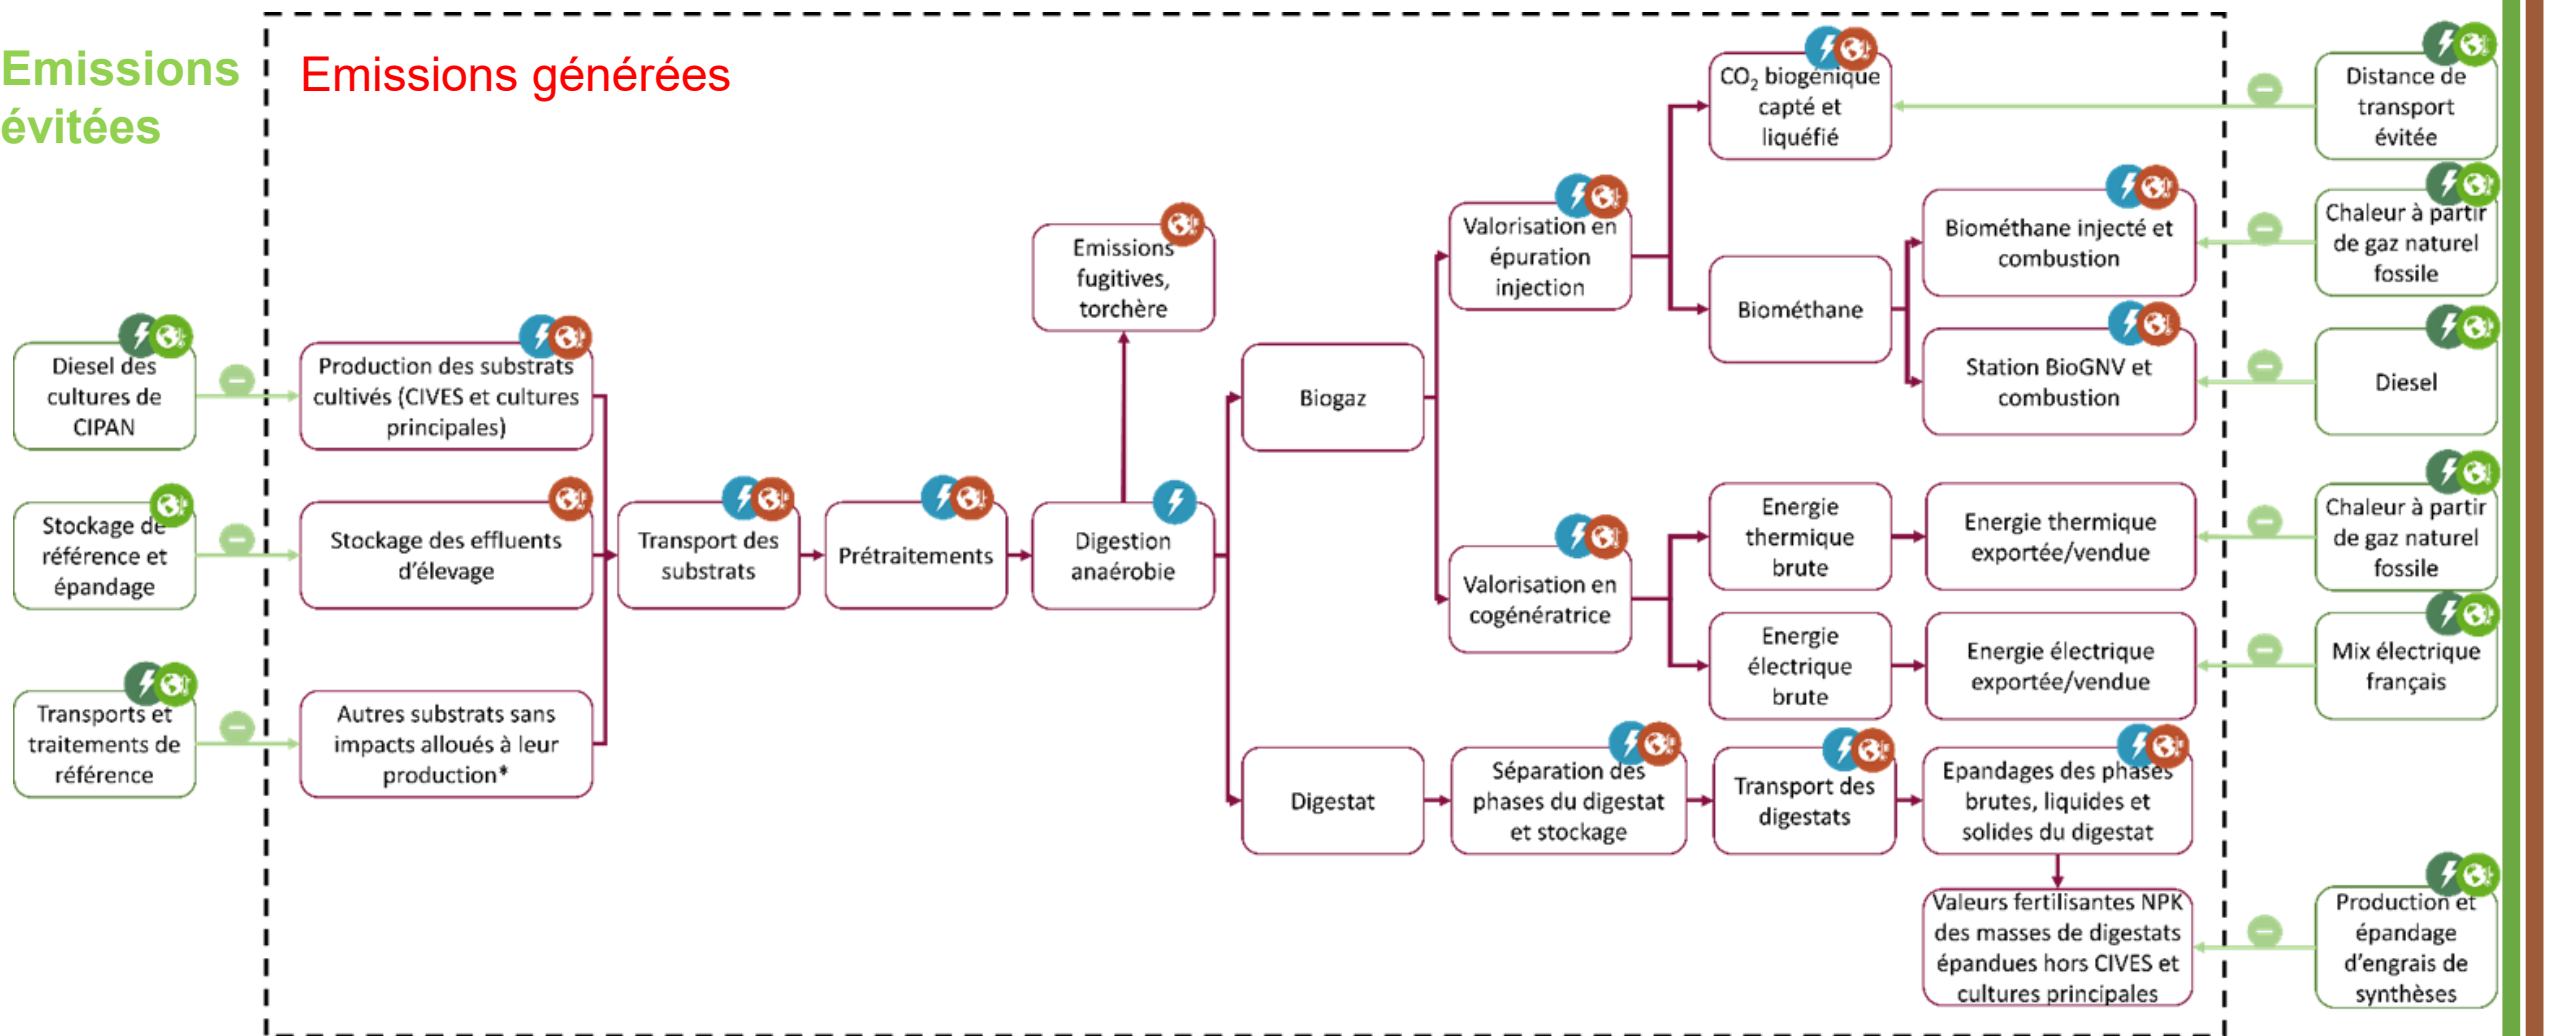 Emissions
évitées
Emissions générées
Diesel des
cultures de
CIPAN
Stockage de
référence et
épandage
Transports et
traitements de
référence
Production des substrats
cultivés (CIVES et cultures
principales)
Stockage des effluents
d'élevage
Autres substrats sans
impacts alloués à leur
production*
Transport des
substrats
Prétraitements
Emissions
fugitives,
torchère
Digestion
anaérobie
Biogaz
Digestat
Valorisation en
épuration
injection
Valorisation en
cogénératrice
CO₂ biogénique
capté et
liquéfié
Biométhane
Biométhane injecté et
combustion
Station BioGNV et
combustion
Energie
thermique
brute
Energie thermique
exportée/vendue
Energie
électrique
brute
Energie électrique
exportée/vendue
Séparation des
phases du digestat
et stockage
Transport des
digestats
Epandages des phases
brutes, liquides et
solides du digestat
Valeurs fertilisantes NPK
des masses de digestats
épandues hors CIVES et
cultures principales
Distance de
transport
évitée
Chaleur à partir
de gaz naturel
fossile
Diesel
Chaleur à partir
de gaz naturel
fossile
Mix électrique
français
Production et
épandage
d'engrais de
synthèses